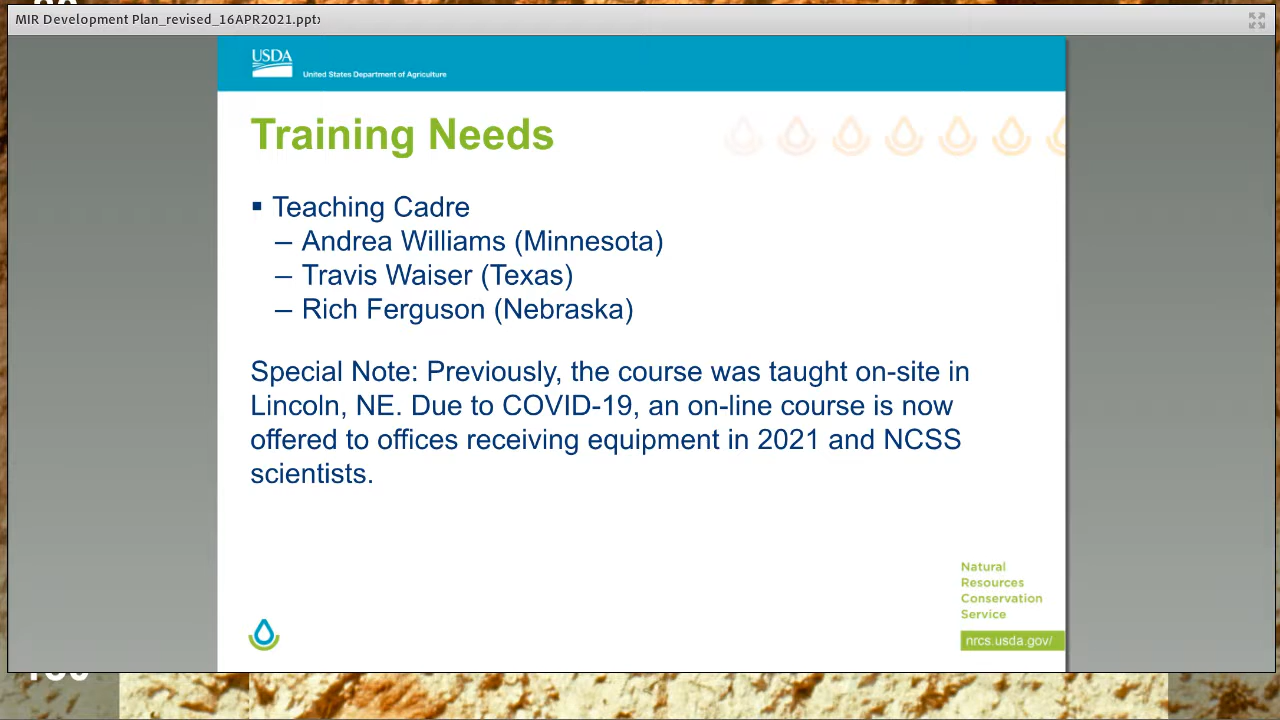 MIR Development Plan_revised_16APR2021.pptx
USDA
United States Department of Agriculture
Training Needs
▪ Teaching Cadre
– Andrea Williams (Minnesota)
– Travis Waiser (Texas)
– Rich Ferguson (Nebraska)
Special Note: Previously, the course was taught on-site in
Lincoln, NE. Due to COVID-19, an on-line course is now
offered to offices receiving equipment in 2021 and NCSS
scientists.
Natural
Resources
Conservation
Service
nrcs.usda.gov/